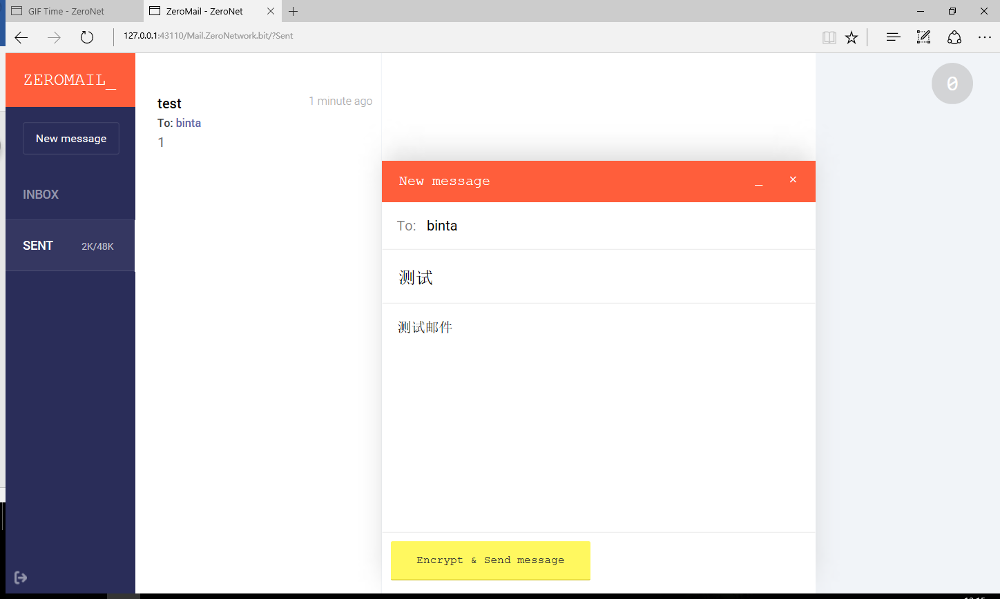 GIF Time - ZeroNet
ZeroMail - ZeroNet
127.0.0.1:43110/Mail.ZeroNetwork.bit/?Sent
ZEROMAIL_
0
New message
INBOX
SENT 2K/48K
test 1 minute ago
To: binta
1
New message
To: binta
测试
测试邮件
Encrypt & Send message